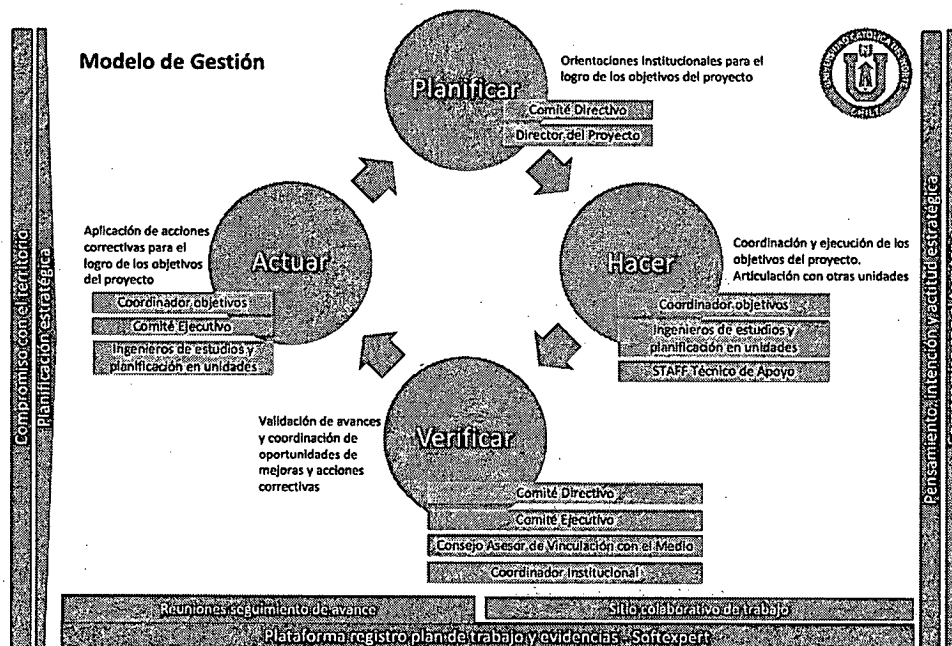 Modelo de Gestión
Planificar
Orientaciones institucionales para el
logro de los objetivos del proyecto
Comité Directivo
Director del Proyecto
UNIVERSIDAD CATOLICA DEL NORTE
CHILE
Hacer
Coordinación y ejecución de los
objetivos del proyecto.
Articulación con otras unidades
Coordinador objetivos
Ingenieros de estudios y
planificación en unidades
STAFF Técnico de Apoyo
Verificar
Validación de avances
y coordinación de
oportunidades de
mejoras y acciones
correctivas
Comité Directivo
Comité Ejecutivo
Consejo Asesor de Vinculación con el Medio
Coordinador Institucional
Actuar
Aplicación de acciones
correctivas para el
logro de los objetivos
del proyecto
Coordinador objetivos
Comité Ejecutivo
Ingenieros de estudios y
planificación en unidades
Compromiso con el territorio
Planificación estratégica
Pensamiento, intención y actitud estratégica
Reuniones seguimiento de avance
Sitio colaborativo de trabajo
Plataforma registro plan de trabajo y evidencias - Softexpert